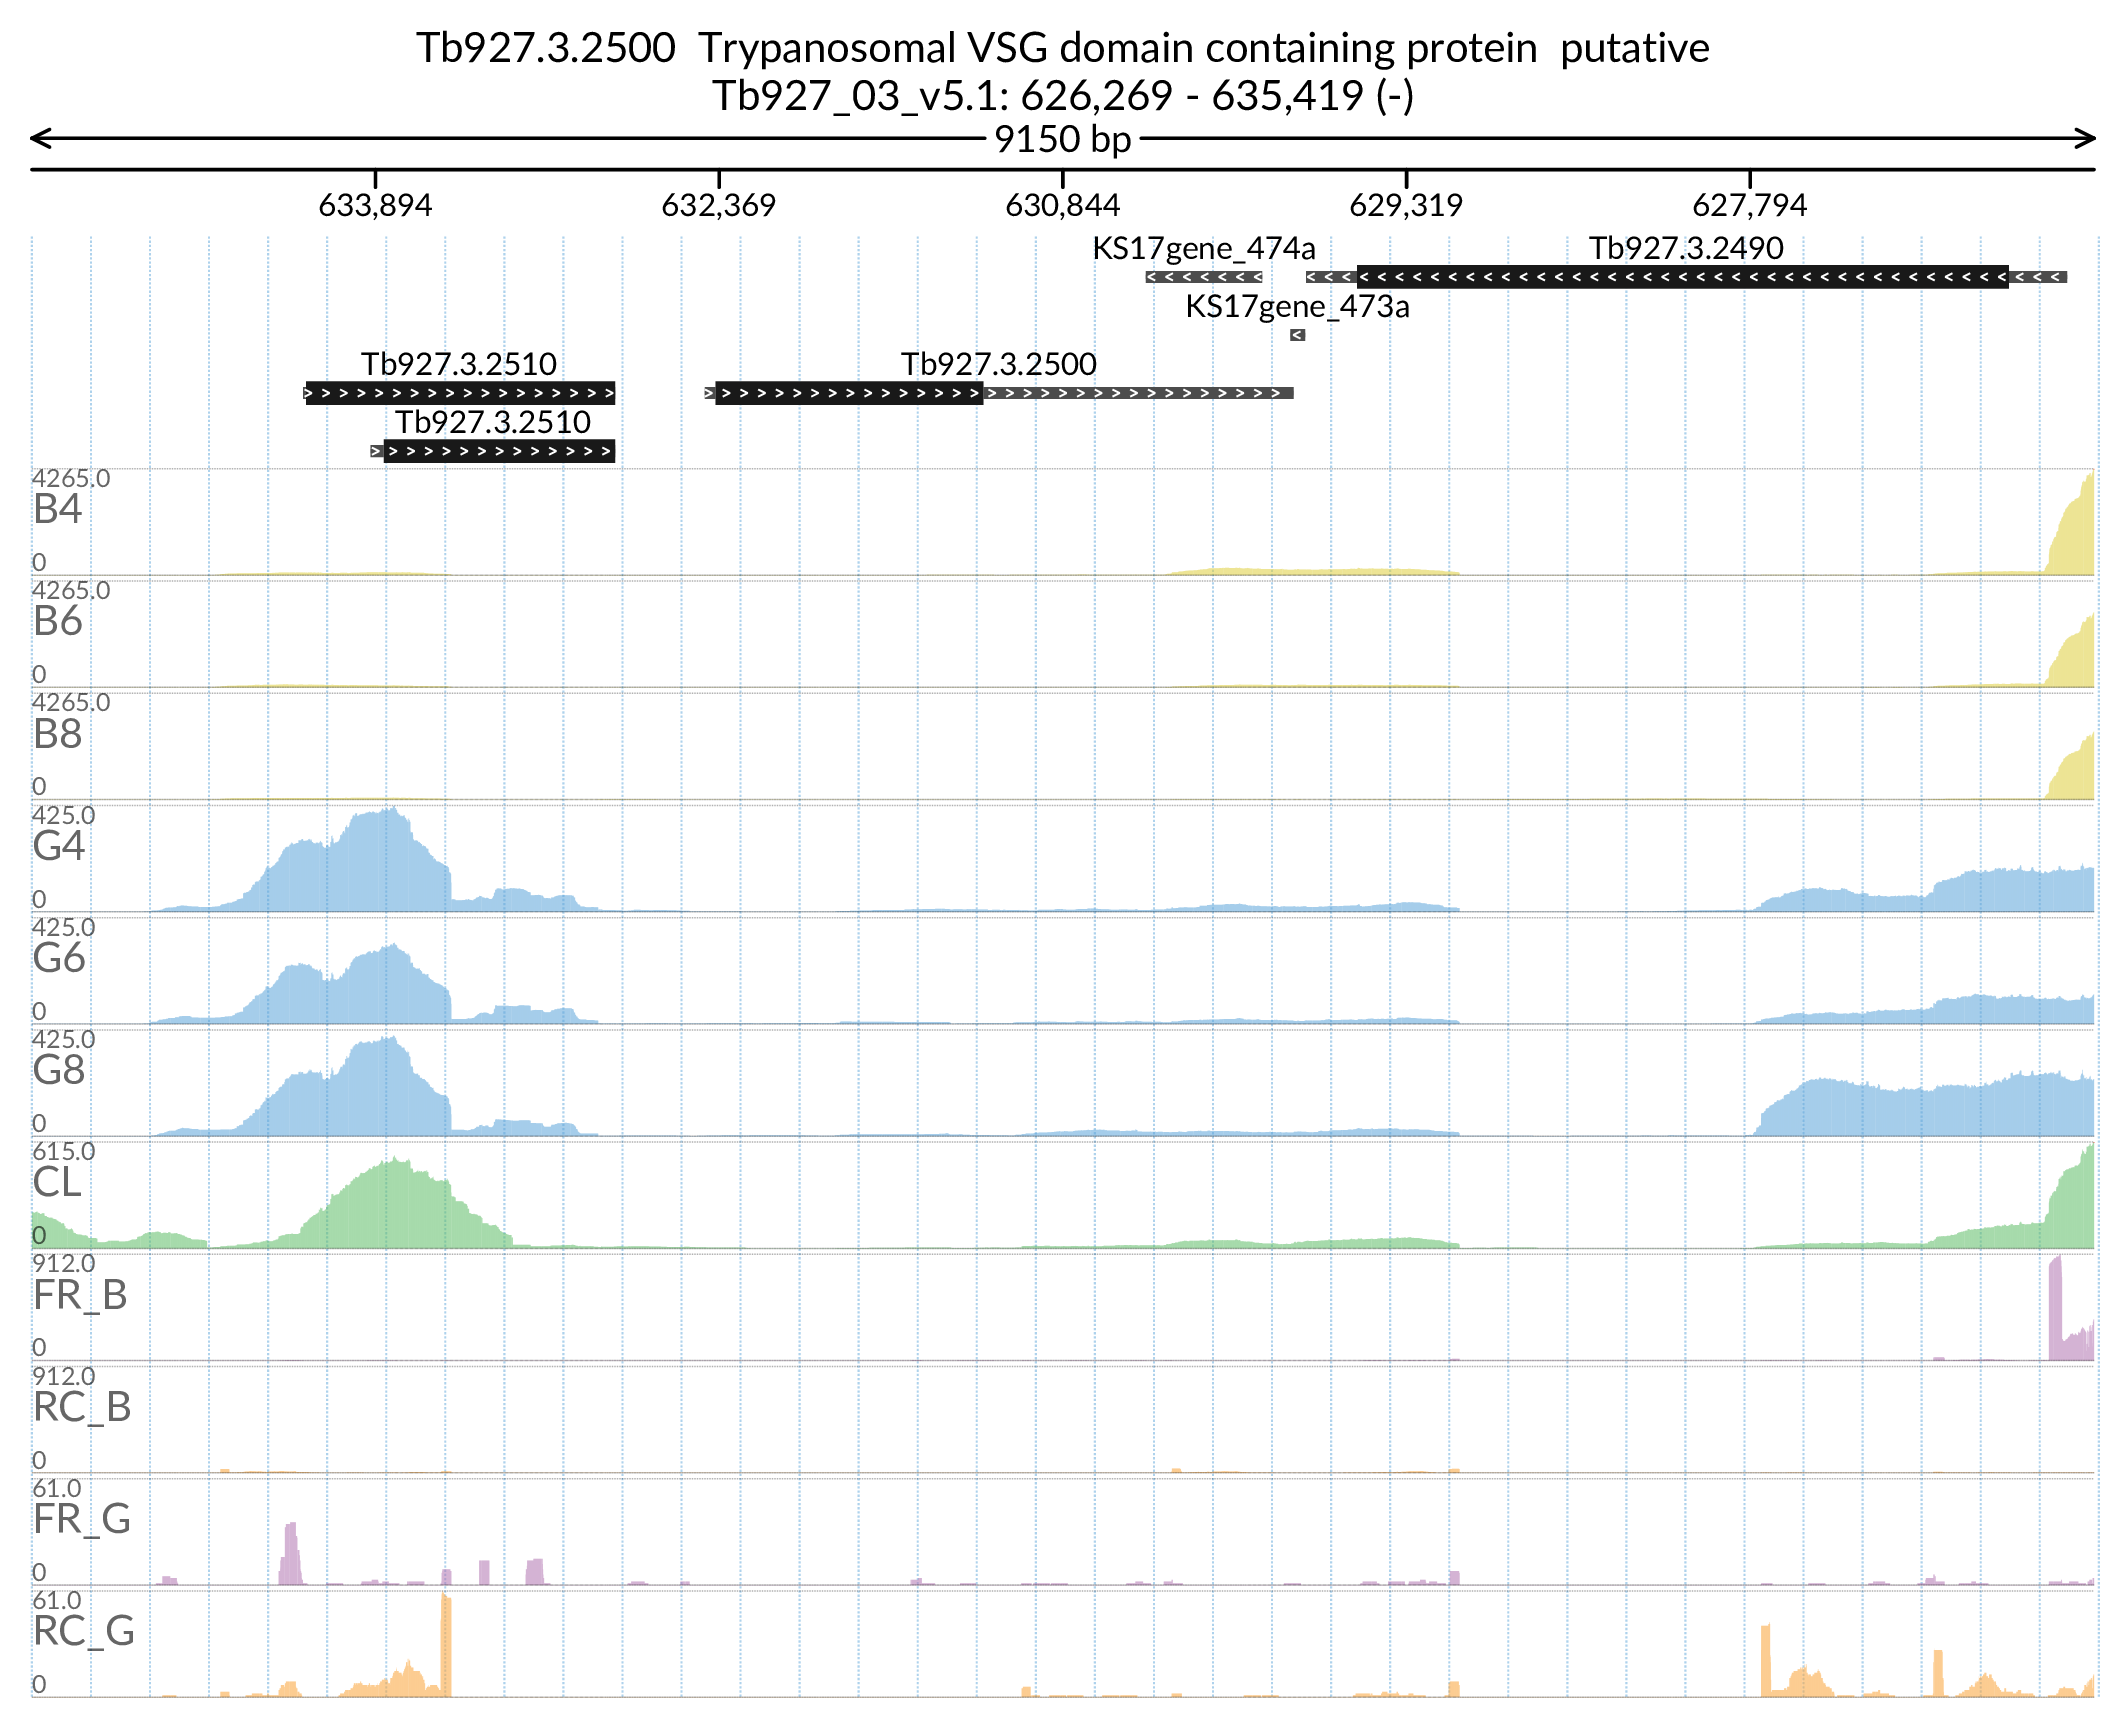 Tb927.3.2500  Trypanosomal VSG domain containing protein  putative
Tb927_03_v5.1: 626,269 - 635,419 (-)
9150 bp
633,894 632,369 630,844 629,319 627,794
KS17gene_474a Tb927.3.2490
KS17gene_473a
Tb927.3.2510 Tb927.3.2500
Tb927.3.2510
4265.0
B4
0
4265.0
B6
0
4265.0
B8
0
425.0
G4
0
425.0
G6
0
425.0
G8
0
615.0
CL
0
912.0
FR_B
0
912.0
RC_B
0
61.0
FR_G
0
61.0
RC_G
0